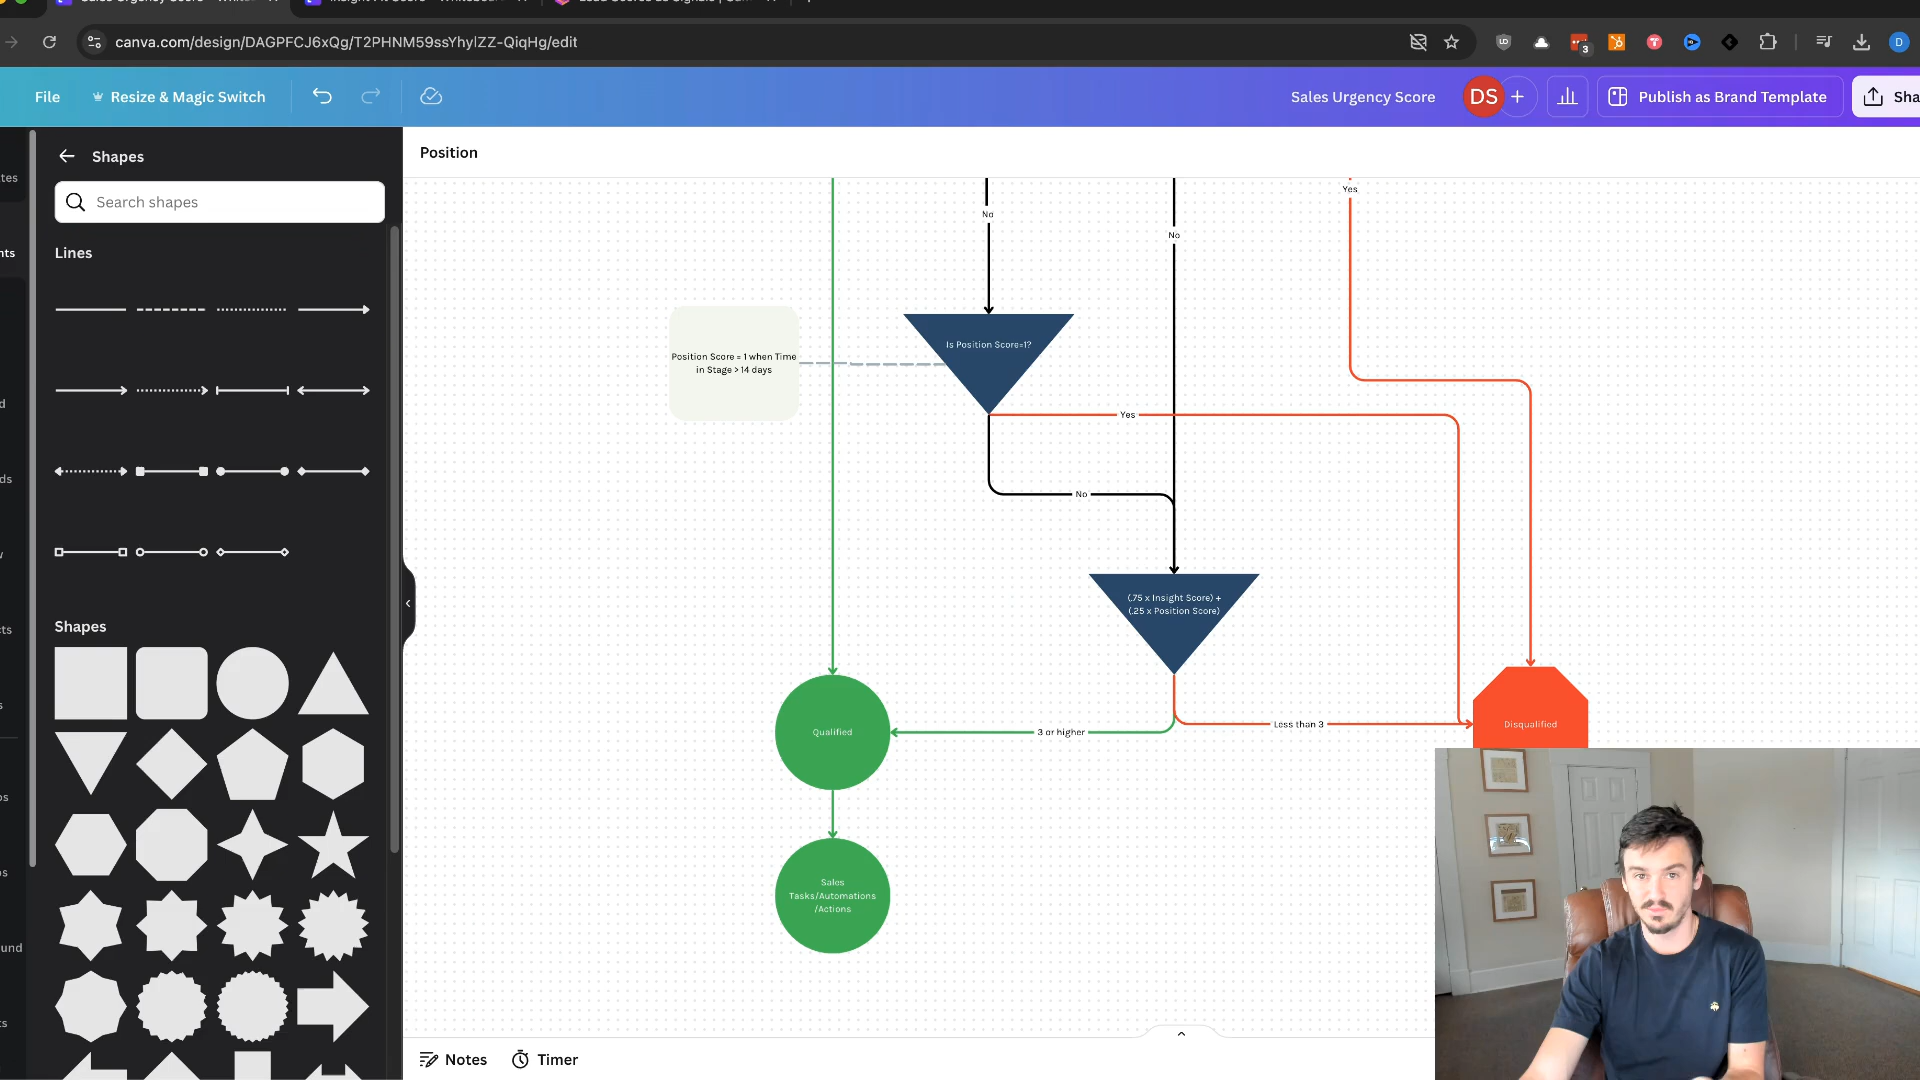 canva.com/design/DAGPFCJ6xQg/T2PHNM59ssYhylZZ-QiqHg/edit
3
D
File
Resize & Magic Switch
Sales Urgency Score
DS
+
Publish as Brand Template
Sha
Shapes
Position
Search shapes
Lines
Shapes
Yes
No
No
Is Position Score=1?
Position Score = 1 when Time
in Stage > 14 days
Yes
No
(.75 x Insight Score) +
(.25 x Position Score)
Qualified
3 or higher
Less than 3
Disqualified
Sales
Tasks/Automations
/Actions
Notes
Timer